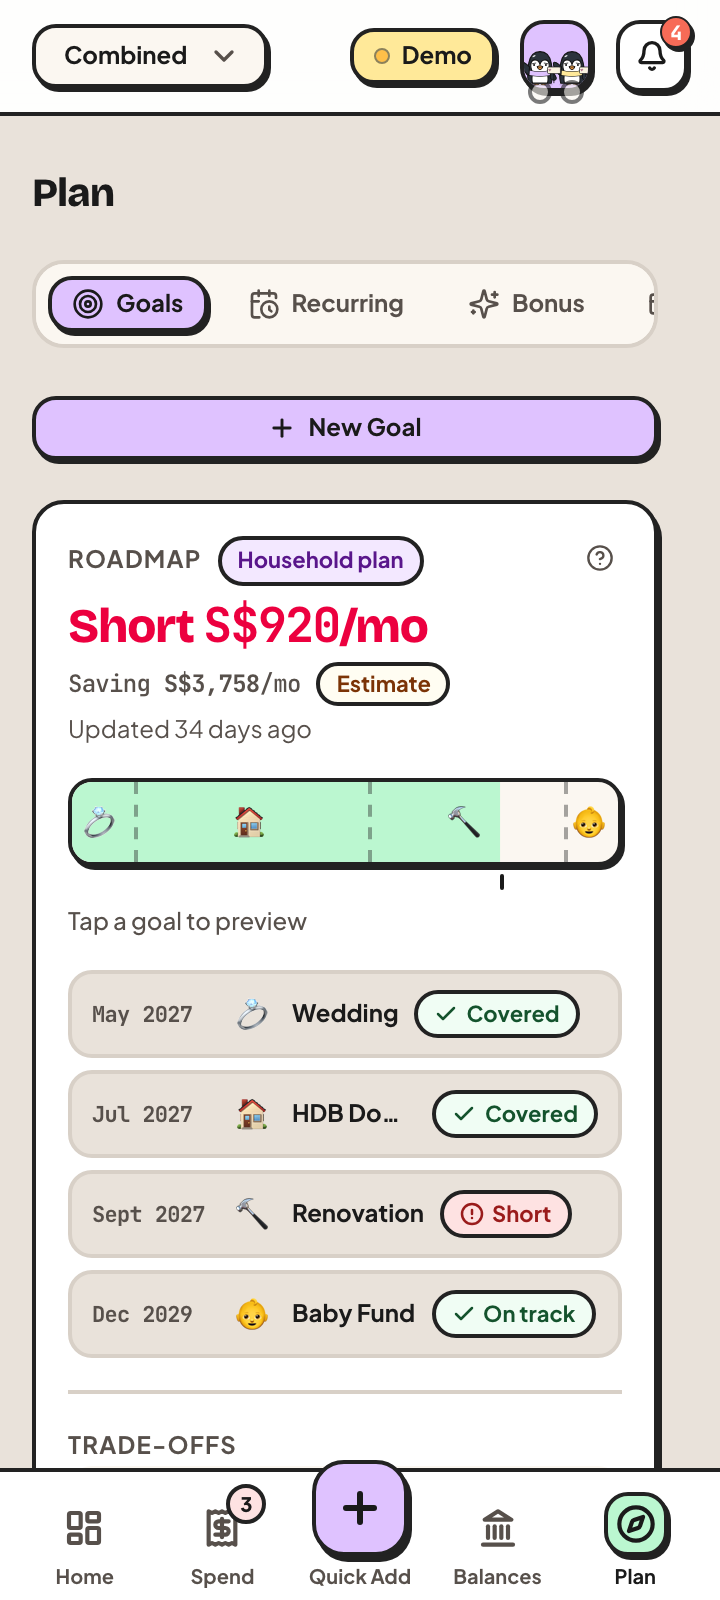 Combined
Demo
4
Plan
Goals
Recurring
Bonus
New Goal
ROADMAP
Household plan
Short S$920/mo
Saving S$3,758/mo
Estimate
Updated 34 days ago
Tap a goal to preview
May 2027 Wedding Covered
Jul 2027 HDB Do... Covered
Sept 2027 Renovation Short
Dec 2029 Baby Fund On track
TRADE-OFFS
3
Home
Spend
Quick Add
Balances
Plan